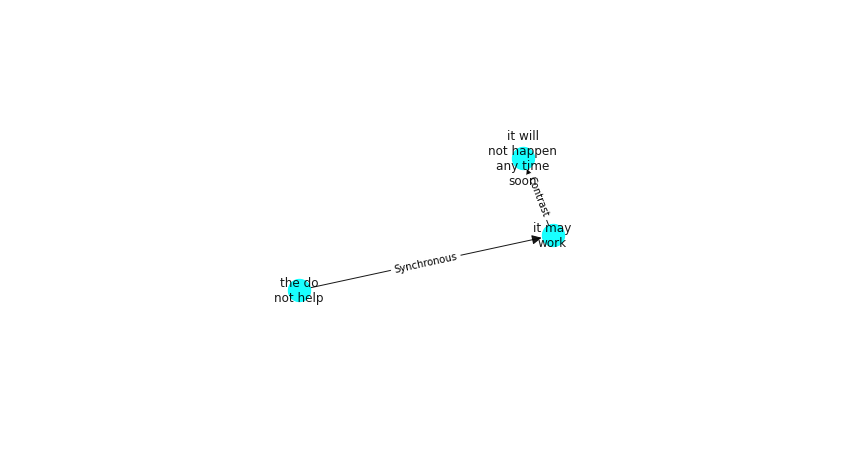 it will
not happen
any time
soon
Contrast
it may
work
Synchronous
the do
not help